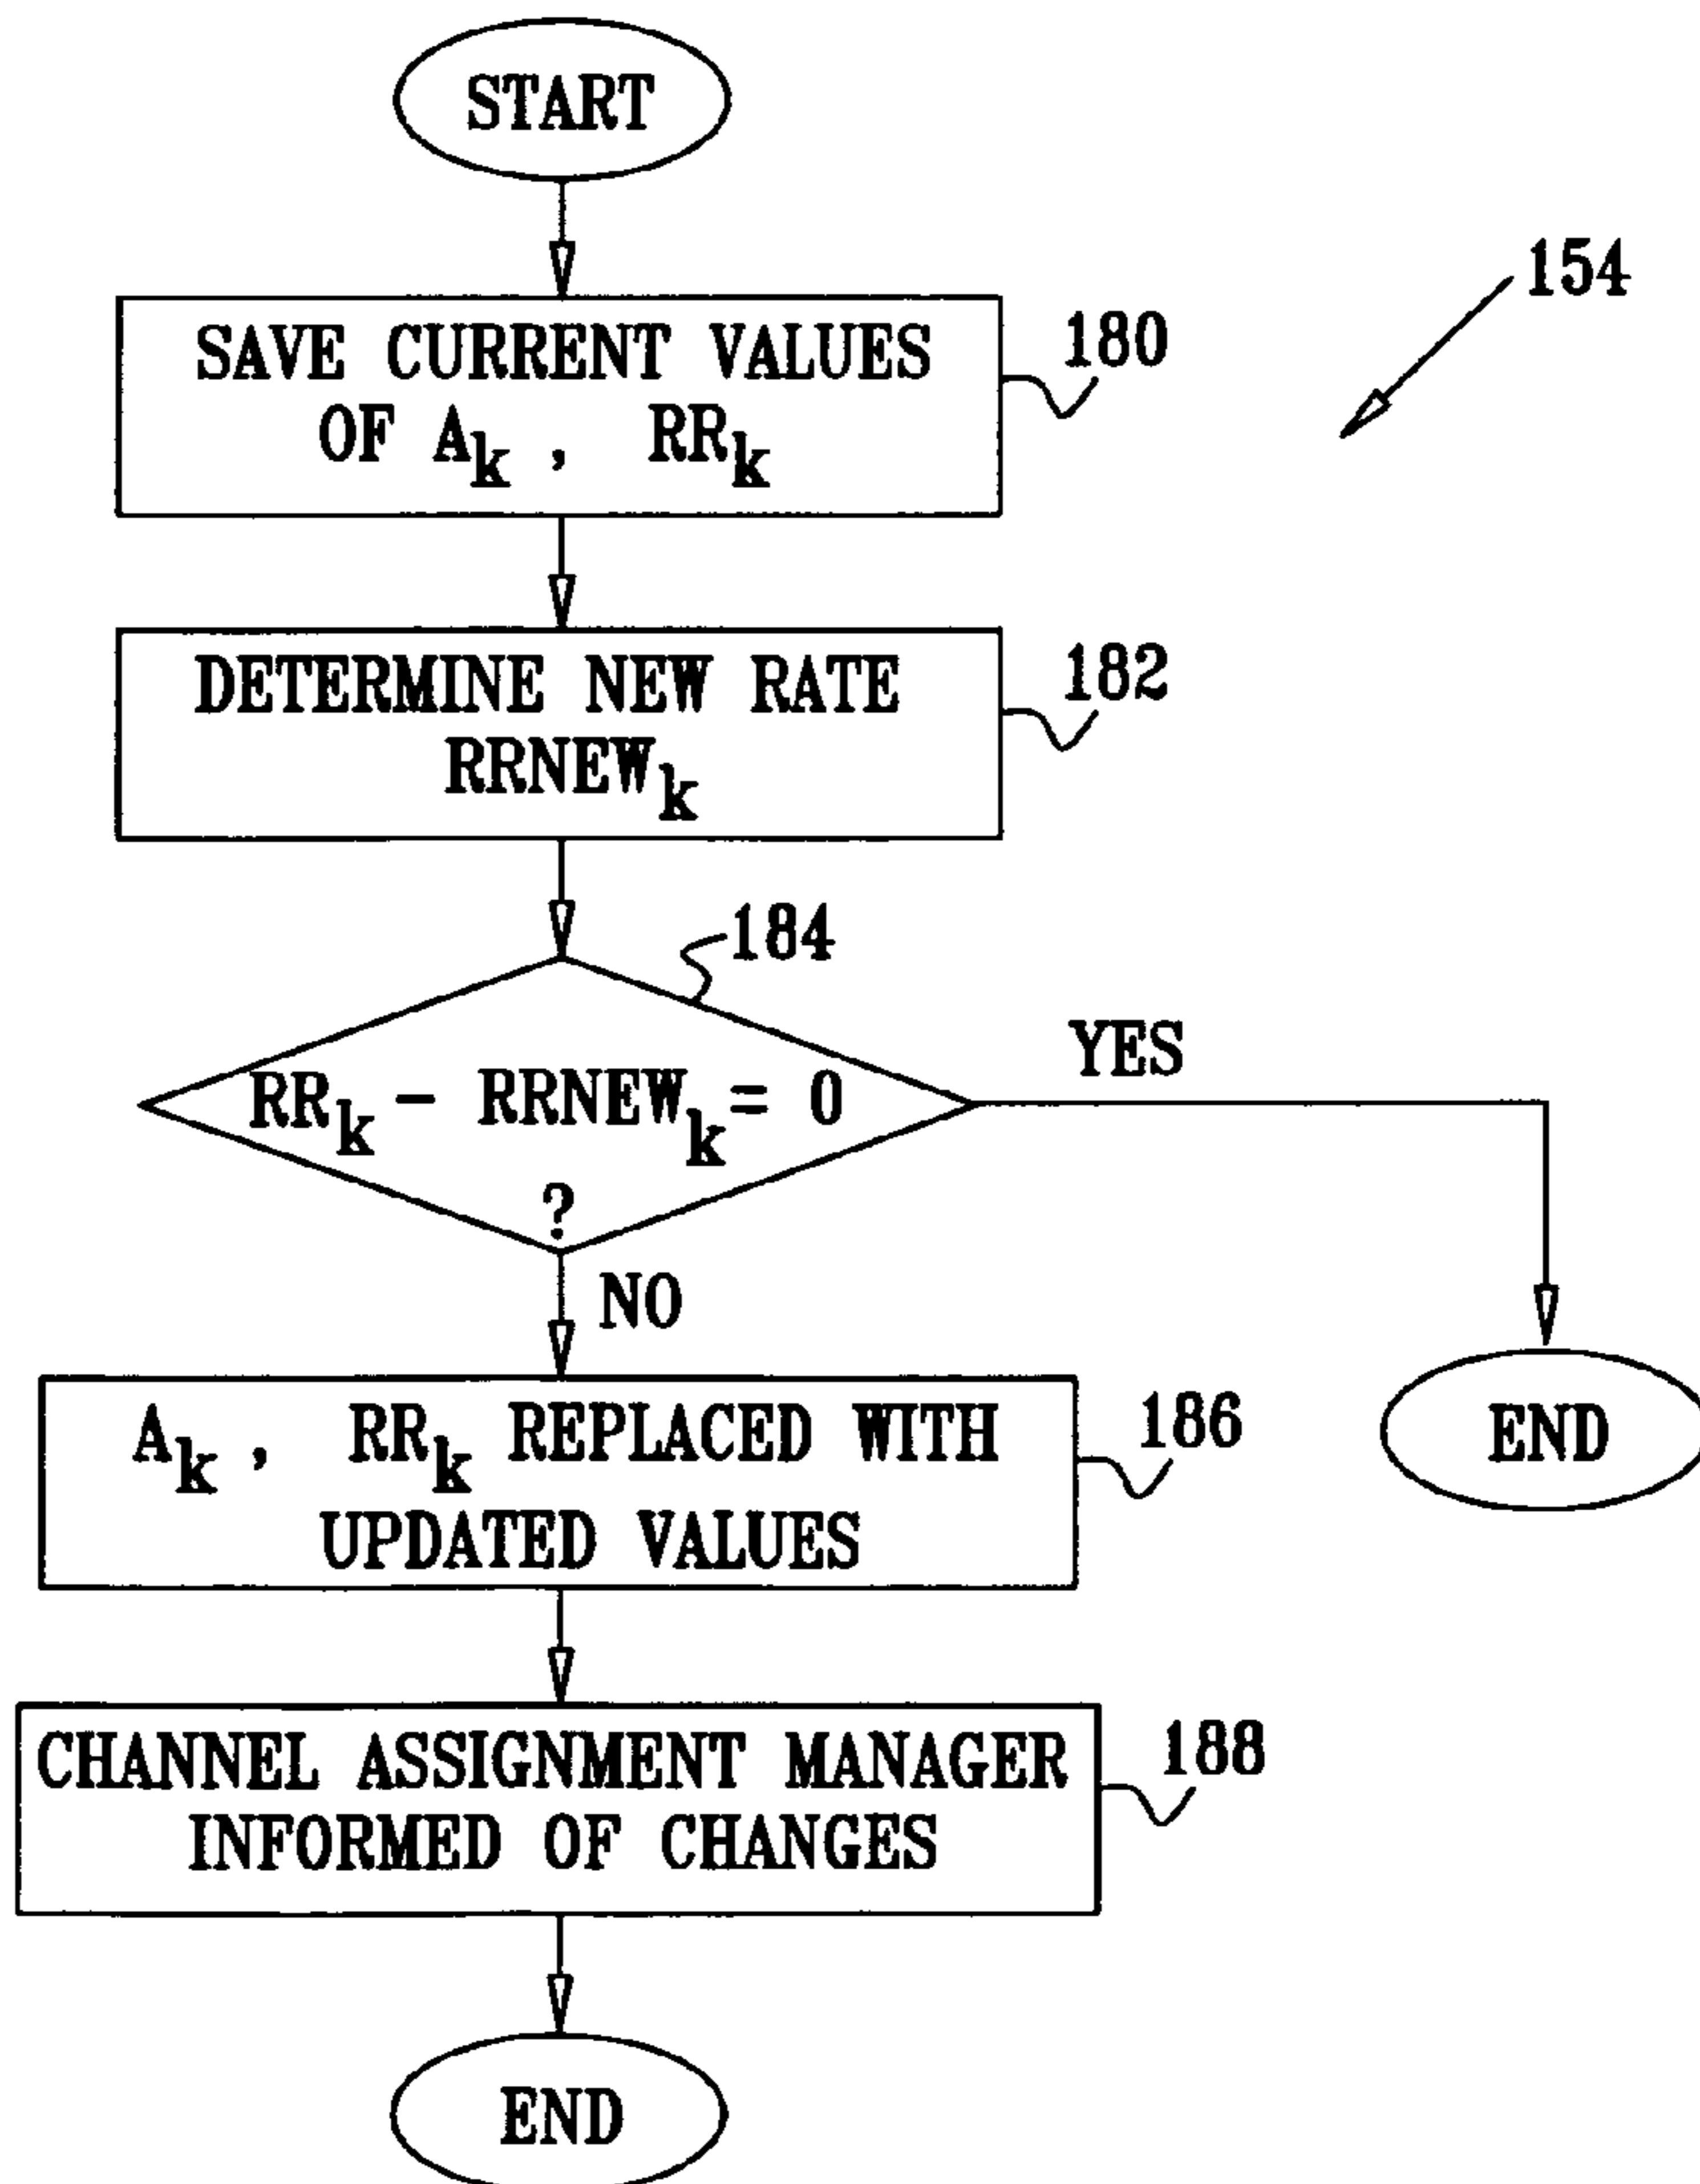 START
154
SAVE CURRENT VALUES
OF Ak , RRk
180
DETERMINE NEW RATE
RRNEWk
182
184
RRk - RRNEWk = 0
?
YES
NO
Ak , RRk REPLACED WITH
UPDATED VALUES
186
END
CHANNEL ASSIGNMENT MANAGER
INFORMED OF CHANGES
188
END